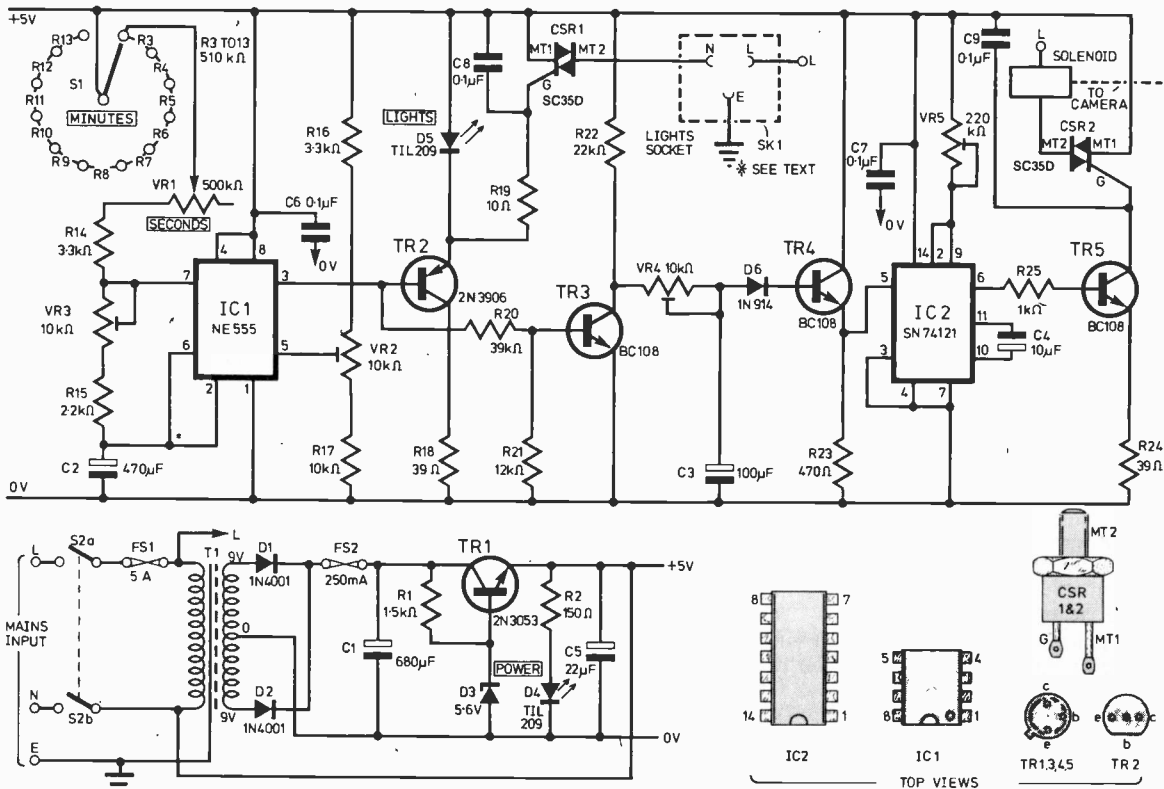 +5V
R13
R12
R11
R10
R9
R8
R7
R6
R5
R4
R3
S1
MINUTES
R3 TO13
510 kΩ
VR1
500kΩ
SECONDS
R14
3·3kΩ
VR3
10kΩ
R15
2·2kΩ
C2
470μF
0V
7
6
2
1
5
3
4
8
IC1
NE555
C6 0·1μF
0V
R16
3·3kΩ
VR2
10kΩ
R17
10kΩ
LIGHTS
D5
TIL209
TR2
2N3906
R18
39Ω
C8
0·1μF
R19
10Ω
CSR1
MT1
MT2
G
SC35D
R20
39kΩ
R21
12kΩ
R22
22kΩ
TR3
BC108
N
L
E
L
LIGHTS
SOCKET
SK1
※ SEE TEXT
VR4 10kΩ
D6
1N914
C3
100μF
TR4
BC108
R23
470Ω
C7
0·1μF
0V
14
2
9
5
3
4
7
6
11
10
IC2
SN74121
VR5
220
kΩ
R25
1kΩ
C4
10μF
C9
0·1μF
L
SOLENOID
TO
CAMERA
CSR2
MT2
MT1
SC35D
G
TR5
BC108
R24
39Ω
MAINS
INPUT
L
N
E
S2a
S2b
FS1
5 A
L
T1
9V
0
9V
D1
1N4001
D2
1N4001
FS2
250mA
C1
680μF
R1
1·5kΩ
TR1
2N3053
D3
5·6V
POWER
R2
150Ω
D4
TIL
209
C5
22μF
+5V
0V
8
7
14
1
IC2
5
4
8
1
IC1
MT2
CSR
1&2
G
MT1
c
b
e
TR1,3,4,5
e
c
b
TR2
TOP VIEWS